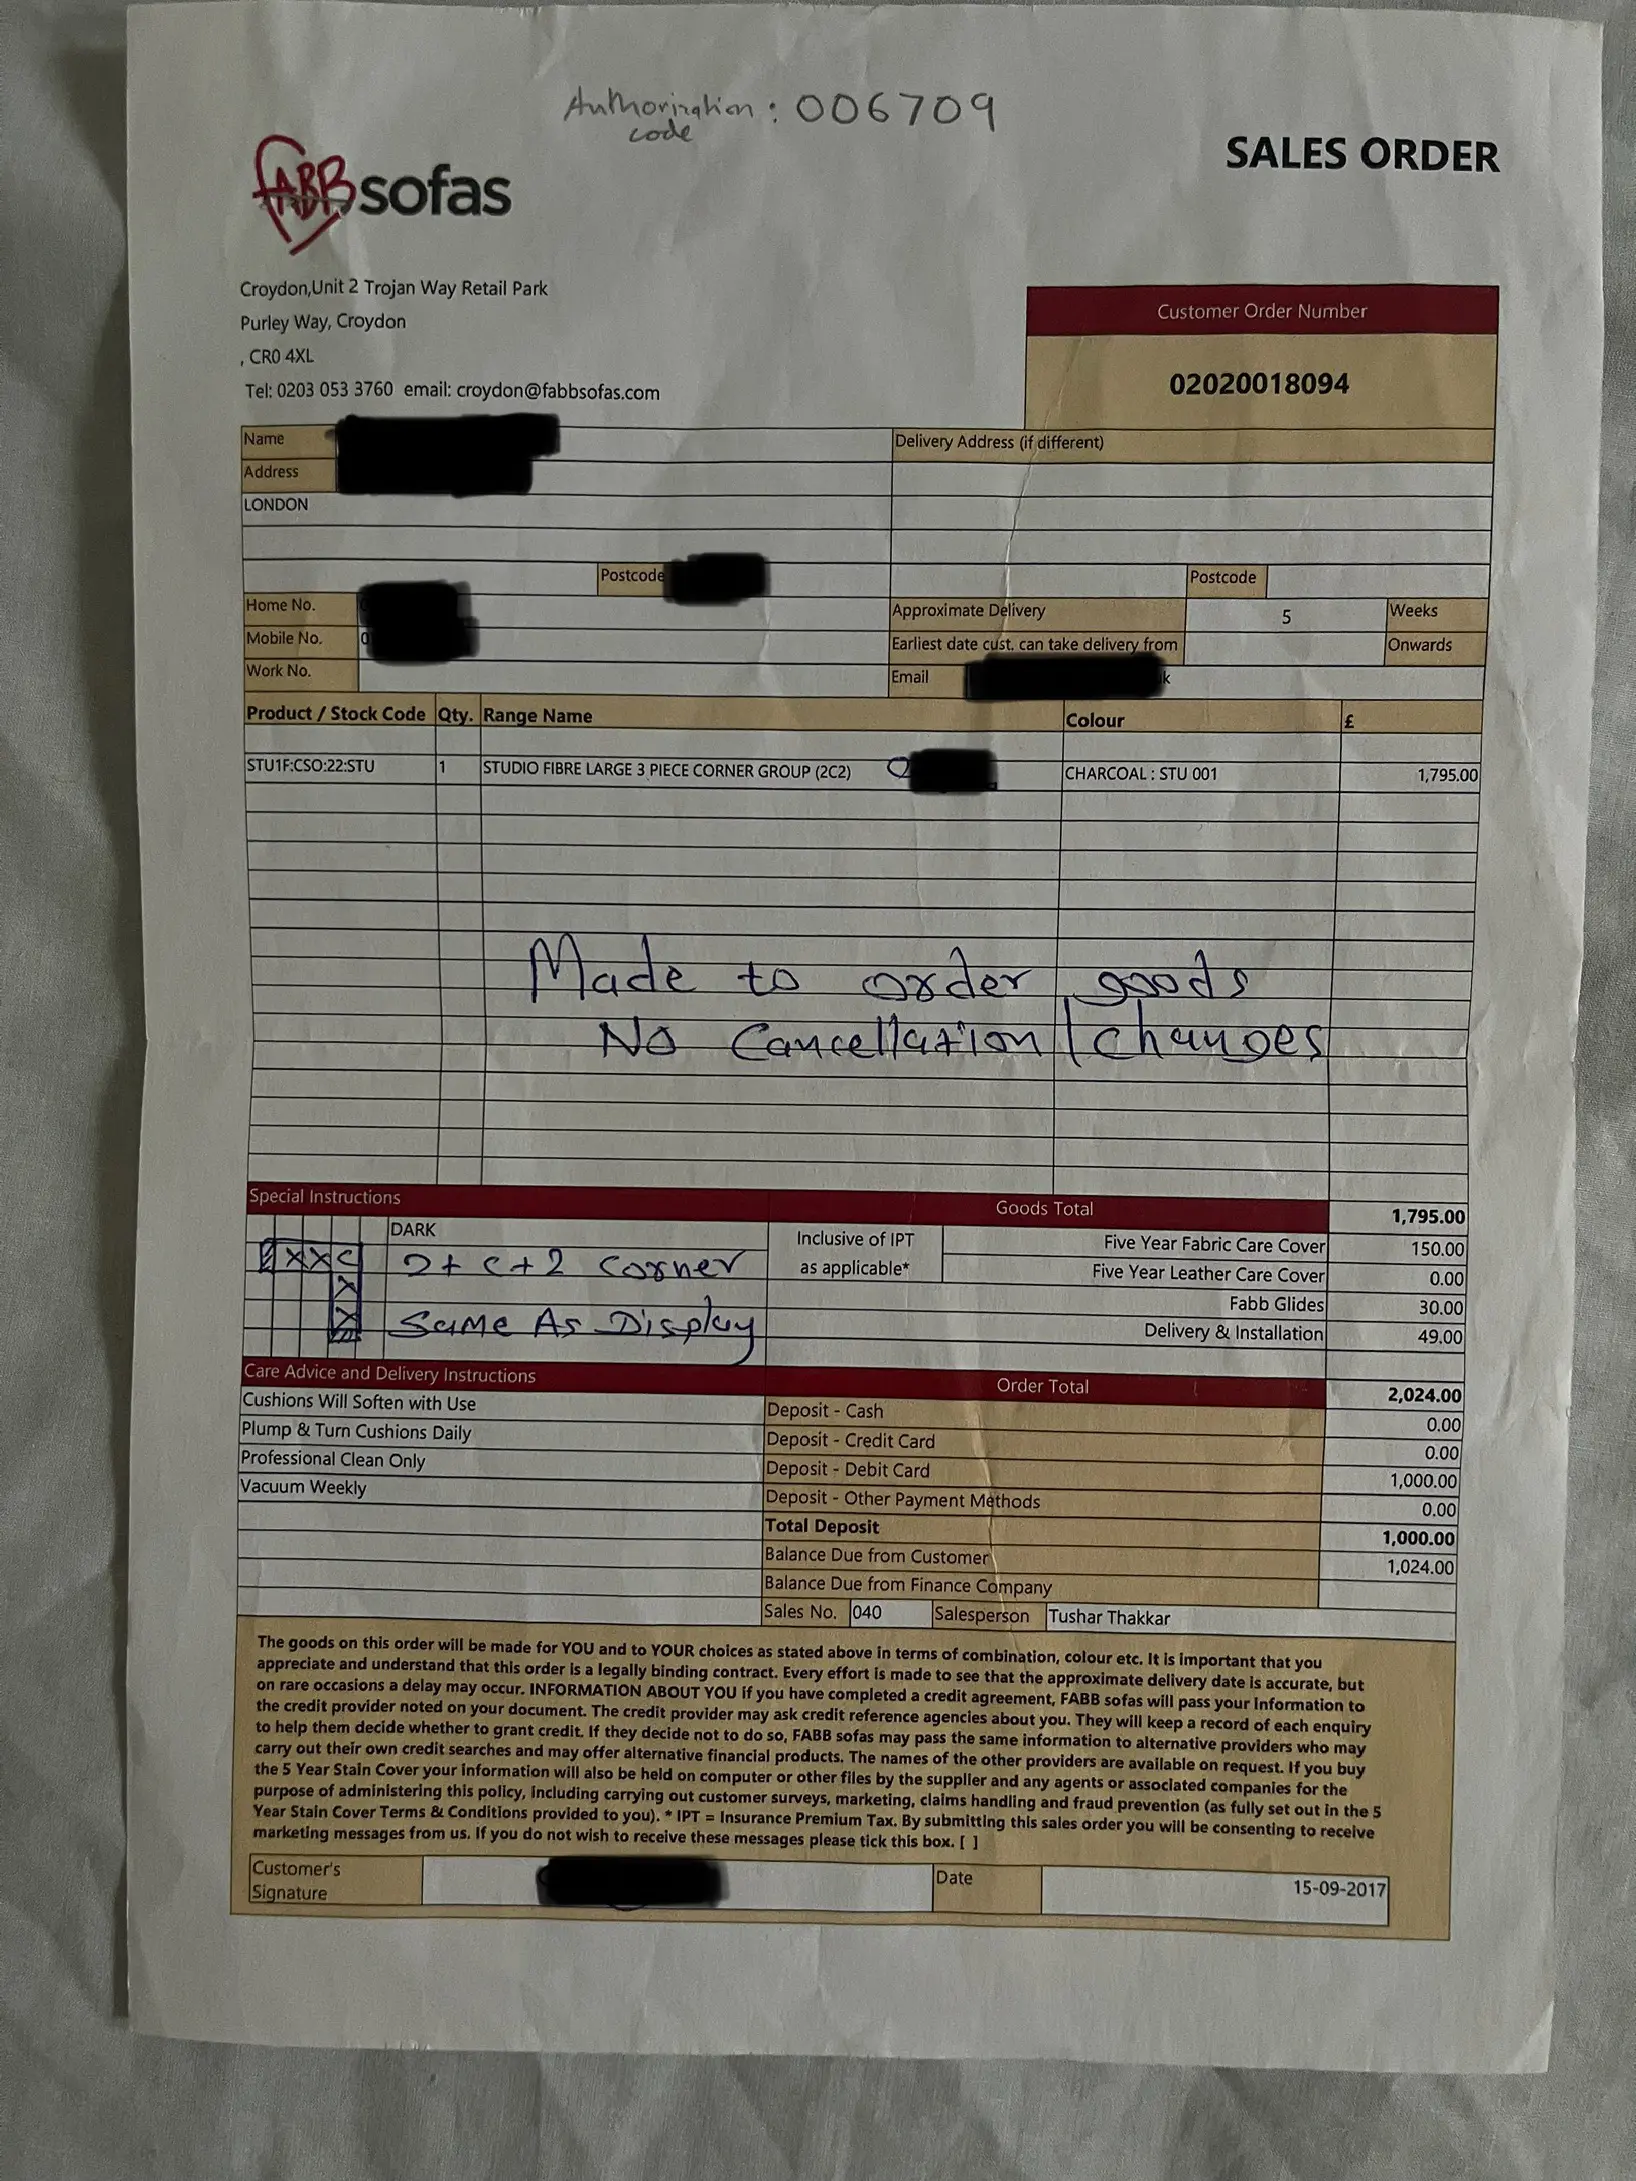 Authorization : 006709
code
FABB sofas
SALES ORDER
Croydon,Unit 2 Trojan Way Retail Park
Purley Way, Croydon
, CR0 4XL
Tel: 0203 053 3760 email: croydon@fabbsofas.com
Customer Order Number
02020018094
Name
Delivery Address (if different)
Address
LONDON
Postcode
Postcode
Home No.
Approximate Delivery 5 Weeks
Mobile No. 0
Earliest date cust. can take delivery from Onwards
Work No.
Email k
Product / Stock Code Qty. Range Name Colour £
STU1F:CSO:22:STU 1 STUDIO FIBRE LARGE 3 PIECE CORNER GROUP (2C2) CHARCOAL : STU 001 1,795.00
Made to order goods
No Cancellation / changes
Special Instructions
Goods Total 1,795.00
DARK
Inclusive of IPT
as applicable*
Five Year Fabric Care Cover 150.00
X X C 2 + C + 2 Corner
Five Year Leather Care Cover 0.00
X
Fabb Glides 30.00
X Same As Display
Delivery & Installation 49.00
Care Advice and Delivery Instructions
Order Total 2,024.00
Cushions Will Soften with Use
Deposit - Cash 0.00
Plump & Turn Cushions Daily
Deposit - Credit Card 0.00
Professional Clean Only
Deposit - Debit Card 1,000.00
Vacuum Weekly
Deposit - Other Payment Methods 0.00
Total Deposit 1,000.00
Balance Due from Customer 1,024.00
Balance Due from Finance Company
Sales No. 040 Salesperson Tushar Thakkar
The goods on this order will be made for YOU and to YOUR choices as stated above in terms of combination, colour etc. It is important that you
appreciate and understand that this order is a legally binding contract. Every effort is made to see that the approximate delivery date is accurate, but
on rare occasions a delay may occur. INFORMATION ABOUT YOU if you have completed a credit agreement, FABB sofas will pass your Information to
the credit provider noted on your document. The credit provider may ask credit reference agencies about you. They will keep a record of each enquiry
to help them decide whether to grant credit. If they decide not to do so, FABB sofas may pass the same information to alternative providers who may
carry out their own credit searches and may offer alternative financial products. The names of the other providers are available on request. If you buy
the 5 Year Stain Cover your information will also be held on computer or other files by the supplier and any agents or associated companies for the
purpose of administering this policy, including carrying out customer surveys, marketing, claims handling and fraud prevention (as fully set out in the 5
Year Stain Cover Terms & Conditions provided to you). * IPT = Insurance Premium Tax. By submitting this sales order you will be consenting to receive
marketing messages from us. If you do not wish to receive these messages please tick this box. [ ]
Customer's
Signature
Date 15-09-2017